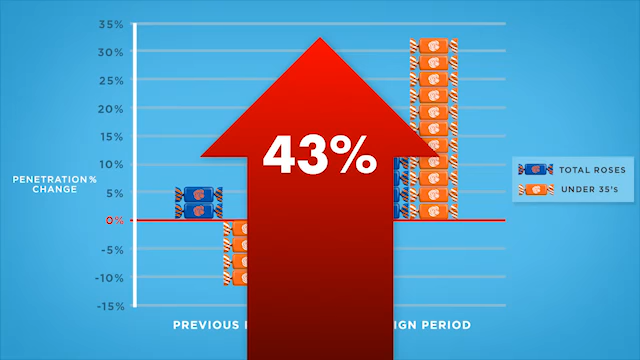 35%
30%
25%
20%
15%
10%
5%
0%
-5%
-10%
-15%
PENETRATION%
CHANGE
43%
PREVIOUS
PERIOD
TOTAL ROSES
UNDER 35'S